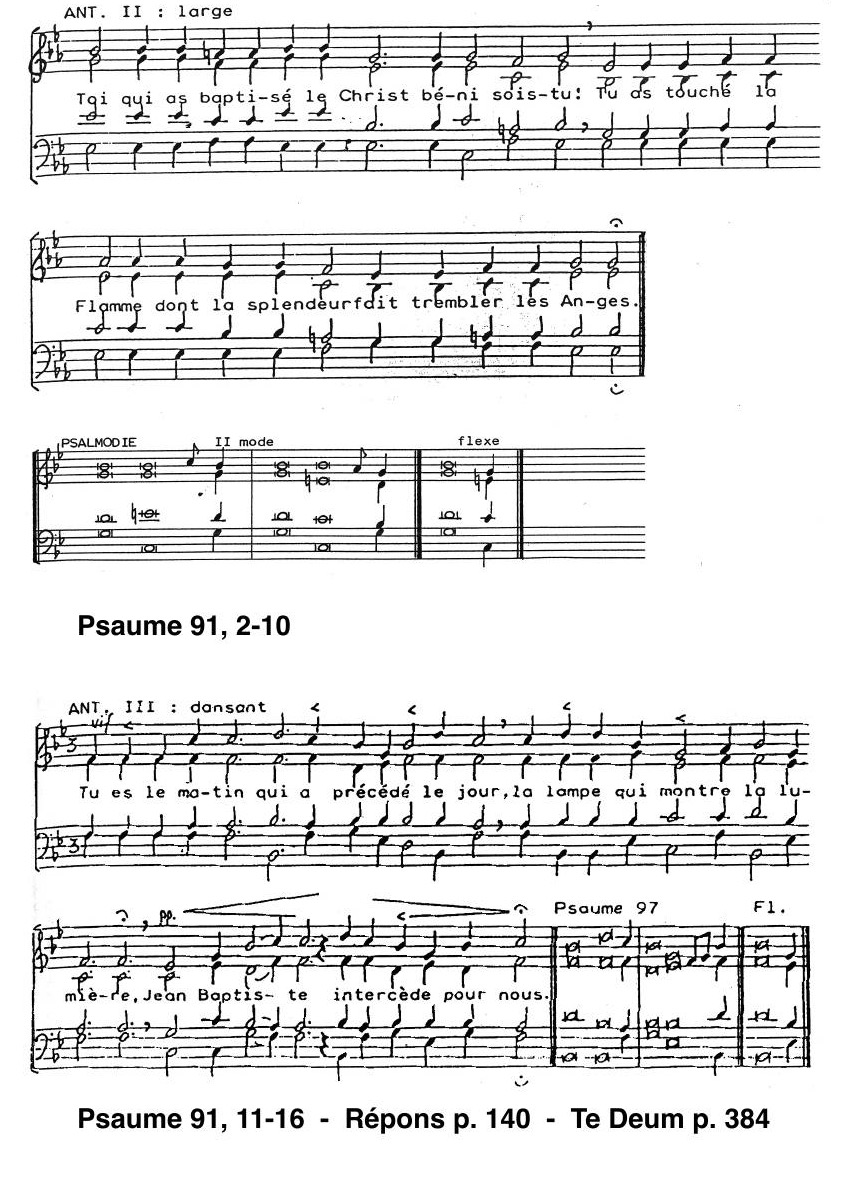 ANT. II : large
Toi qui as bapti-sé le Christ bé-ni sois-tu! Tu as touché la
Flamme dont la splendeur fait trembler les An-ges.
PSALMODIE II mode flexe
Psaume 91, 2-10
ANT. III : dansant
vif
3
Tu es le ma-tin qui a précédé le jour, la lampe qui montre la lu-
3
pp. Psaume 97 Fl.
miè-re, Jean Baptis- te intercède pour nous.
Psaume 91, 11-16 - Répons p. 140 - Te Deum p. 384